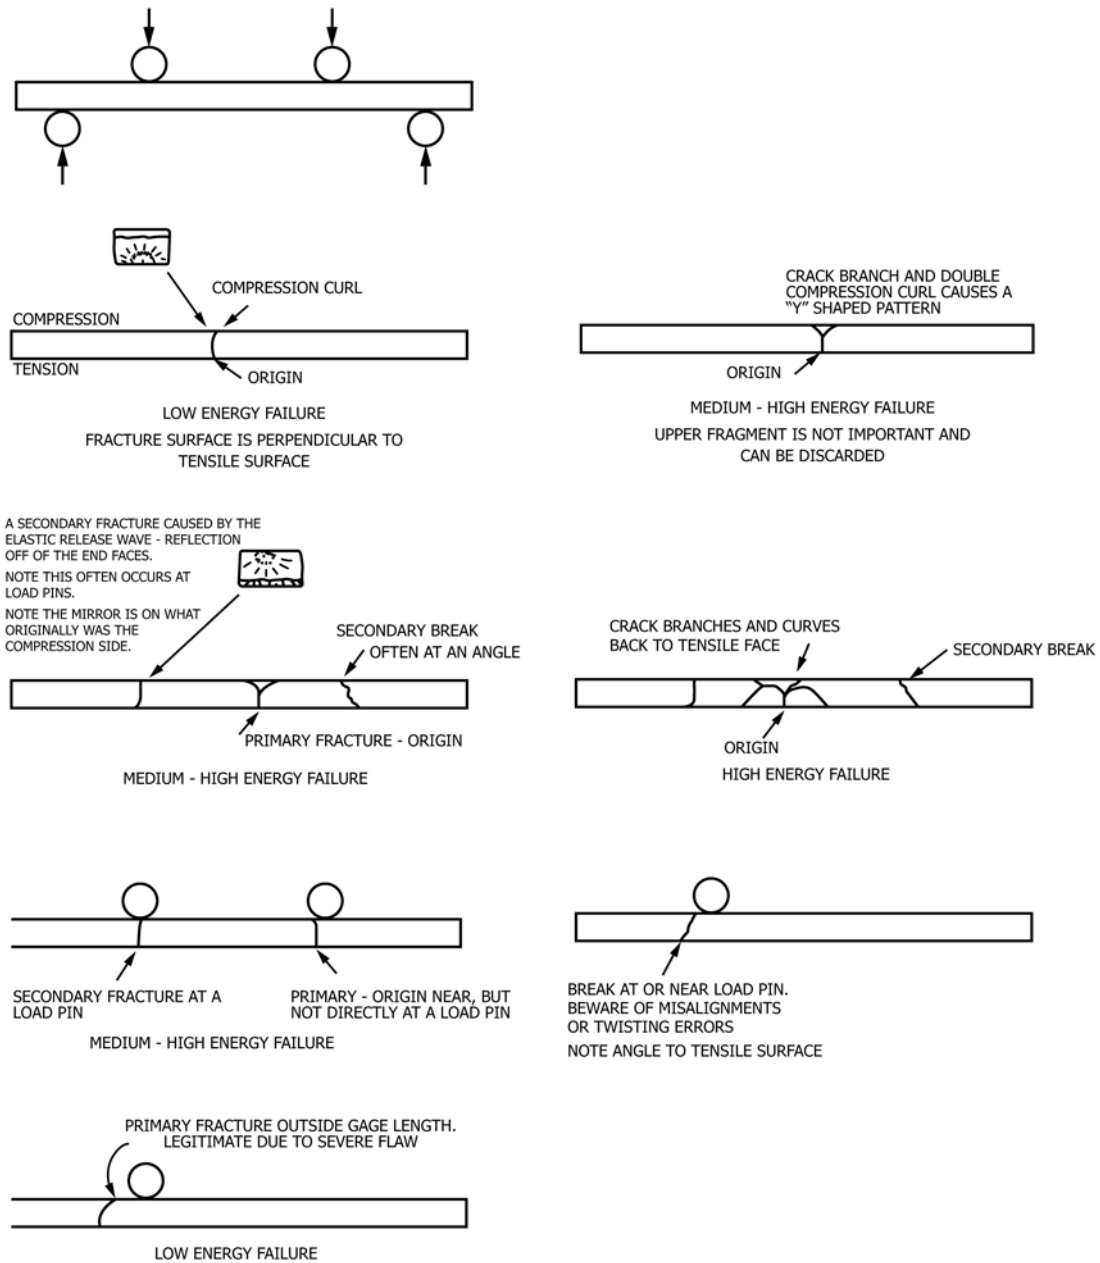 COMPRESSION CURL
COMPRESSION
TENSION
ORIGIN
LOW ENERGY FAILURE
FRACTURE SURFACE IS PERPENDICULAR TO
TENSILE SURFACE
CRACK BRANCH AND DOUBLE
COMPRESSION CURL CAUSES A
“Y” SHAPED PATTERN
ORIGIN
MEDIUM - HIGH ENERGY FAILURE
UPPER FRAGMENT IS NOT IMPORTANT AND
CAN BE DISCARDED
A SECONDARY FRACTURE CAUSED BY THE
ELASTIC RELEASE WAVE - REFLECTION
OFF OF THE END FACES.
NOTE THIS OFTEN OCCURS AT
LOAD PINS.
NOTE THE MIRROR IS ON WHAT
ORIGINALLY WAS THE
COMPRESSION SIDE.
SECONDARY BREAK
OFTEN AT AN ANGLE
PRIMARY FRACTURE - ORIGIN
MEDIUM - HIGH ENERGY FAILURE
CRACK BRANCHES AND CURVES
BACK TO TENSILE FACE
SECONDARY BREAK
ORIGIN
HIGH ENERGY FAILURE
SECONDARY FRACTURE AT A
LOAD PIN
PRIMARY - ORIGIN NEAR, BUT
NOT DIRECTLY AT A LOAD PIN
MEDIUM - HIGH ENERGY FAILURE
BREAK AT OR NEAR LOAD PIN.
BEWARE OF MISALIGNMENTS
OR TWISTING ERRORS
NOTE ANGLE TO TENSILE SURFACE
PRIMARY FRACTURE OUTSIDE GAGE LENGTH.
LEGITIMATE DUE TO SEVERE FLAW
LOW ENERGY FAILURE